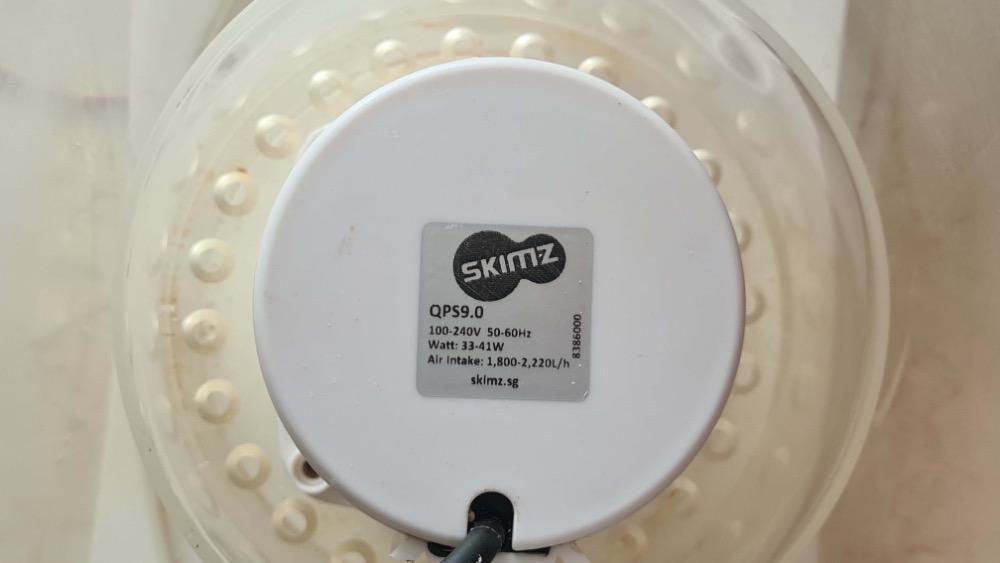 SKIMZ
QPS9.0
100-240V 50-60Hz
Watt: 33-41W
Air Intake: 1,800-2,220L/h
skimz.sg
8386000